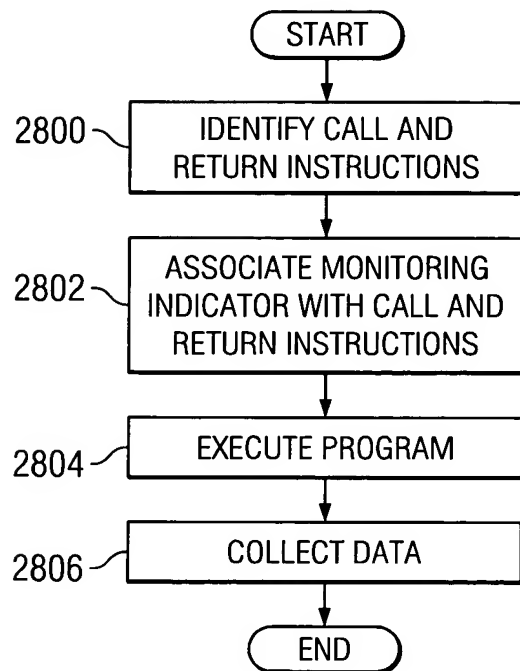 START
2800
IDENTIFY CALL AND
RETURN INSTRUCTIONS
2802
ASSOCIATE MONITORING
INDICATOR WITH CALL AND
RETURN INSTRUCTIONS
2804
EXECUTE PROGRAM
2806
COLLECT DATA
END